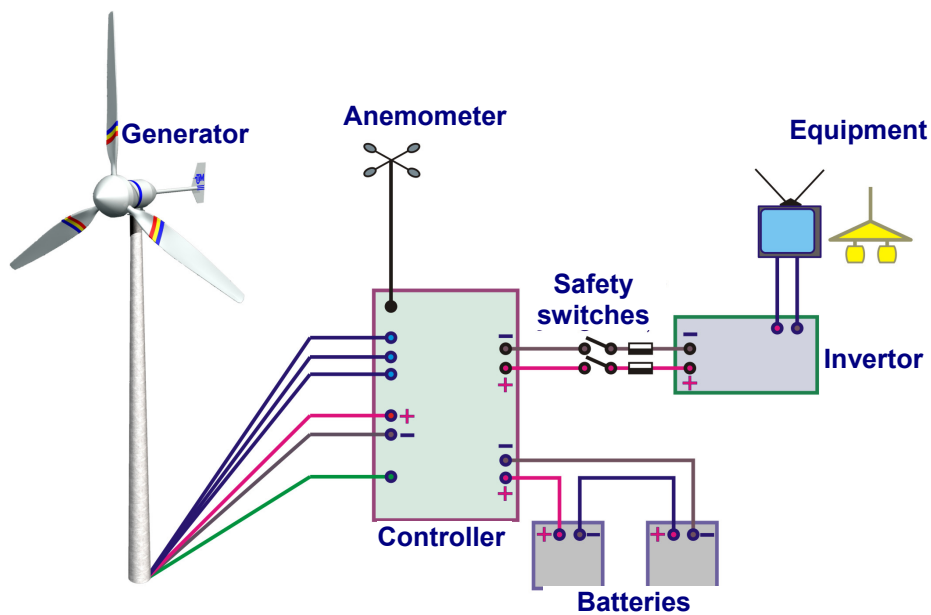 Generator
Anemometer
Equipment
Safety
switches
Invertor
Controller
Batteries
− +
− +
+ −
− +
+ −
+ −